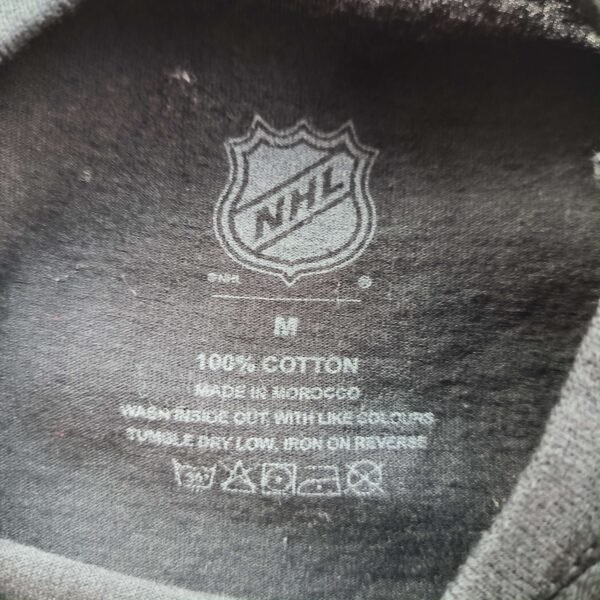 NHL
©NHL ®
M
100% COTTON
MADE IN MOROCCO
WASH INSIDE OUT, WITH LIKE COLOURS
TUMBLE DRY LOW, IRON ON REVERSE
30°